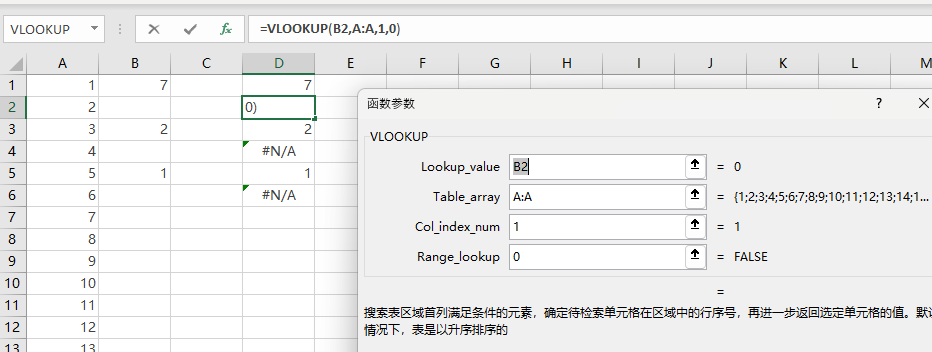 VLOOKUP =VLOOKUP(B2,A:A,1,0)
A B C D E F G H I J K L M
1 1 7 7
2 2 0)
函数参数 ?
3 3 2 2
VLOOKUP
4 4 #N/A
Lookup_value B2 = 0
5 5 1 1
Table_array A:A = {1;2;3;4;5;6;7;8;9;10;11;12;13;14;1...
6 6 #N/A
Col_index_num 1 = 1
7 7
Range_lookup 0 = FALSE
8 8
9 9
10 10
=
11 11
搜索表区域首列满足条件的元素，确定待检索单元格在区域中的行序号，再进一步返回选定单元格的值。默认
12 12
情况下，表是以升序排序的
13 13